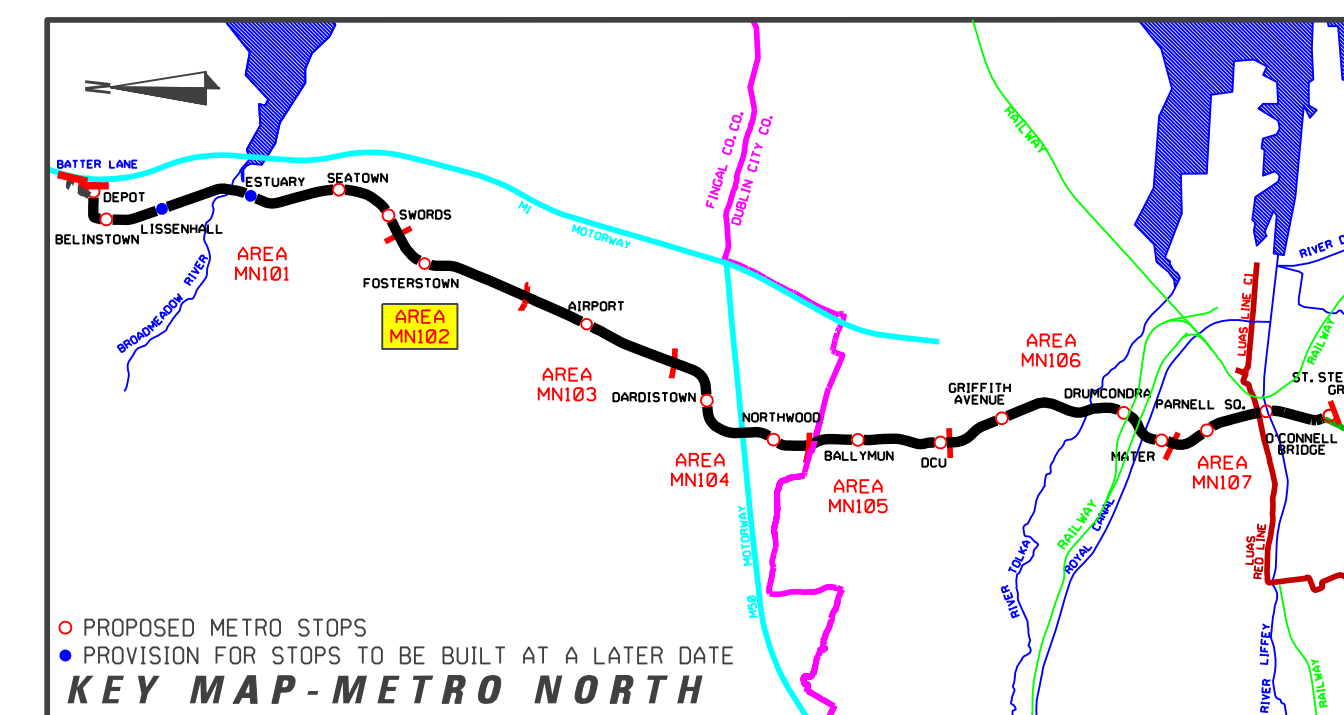 N
BATTER LANE
DEPOT
BELINSTOWN
LISSENHALL
ESTUARY
SEATOWN
SWORDS
FOSTERSTOWN
BROADMEADOW RIVER
AREA
MN101
AREA
MN102
AIRPORT
AREA
MN103
M1
MOTORWAY
FINGAL CO. CO.
DUBLIN CITY CO.
DARDISTOWN
NORTHWOOD
AREA
MN104
MOTORWAY
M50
BALLYMUN
DCU
AREA
MN105
GRIFFITH
AVENUE
AREA
MN106
DRUMCONDRA
MATER
PARNELL SQ.
AREA
MN107
RAILWAY
RAILWAY
RIVER TOLKA
ROYAL CANAL
LUAS LINE C1
RIVER D
RAILWAY
ST. STE
GR
O'CONNELL
BRIDGE
LUAS
RED LINE
RIVER LIFFEY
RAILWAY
PROPOSED METRO STOPS
PROVISION FOR STOPS TO BE BUILT AT A LATER DATE
KEY MAP-METRO NORTH